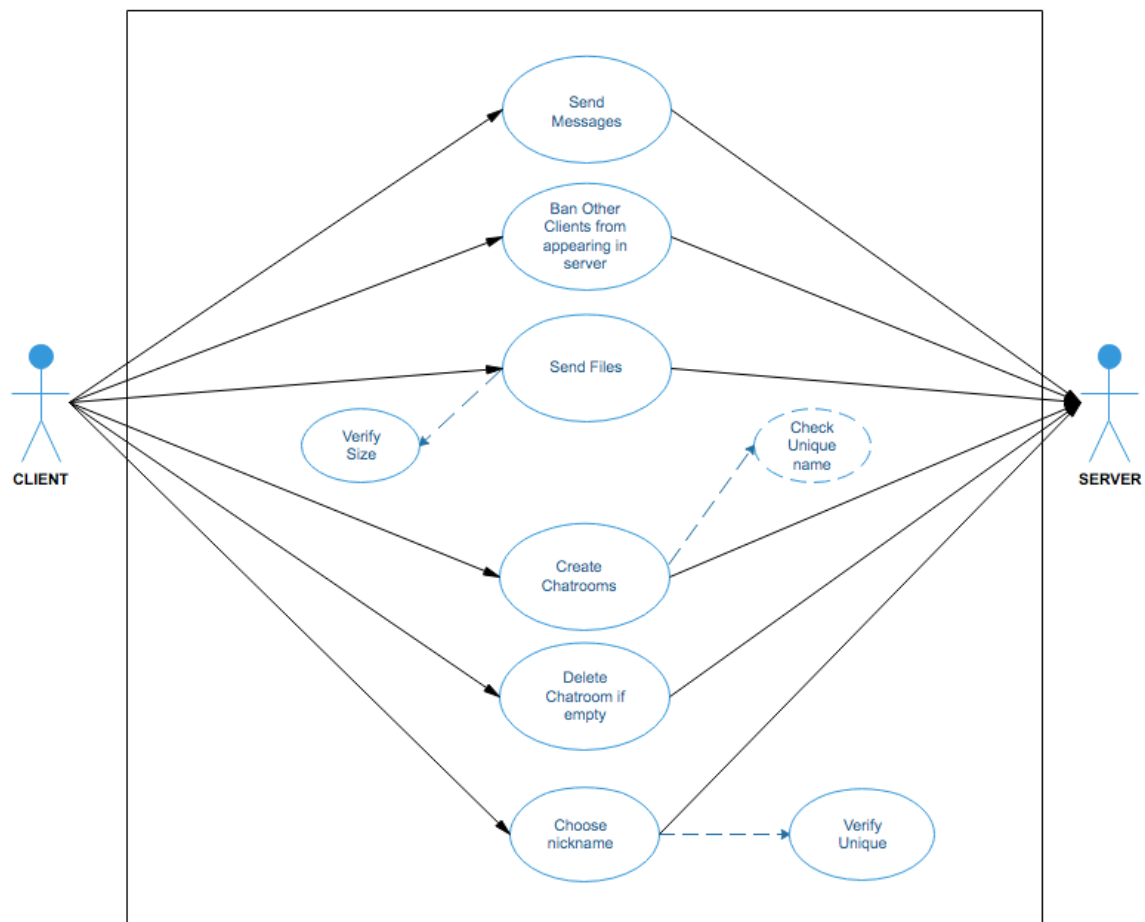 Send
Messages
Ban Other
Clients from
appearing in
server
Send Files
Verify
Size
Check
Unique
name
CLIENT
SERVER
Create
Chatrooms
Delete
Chatroom if
empty
Choose
nickname
Verify
Unique